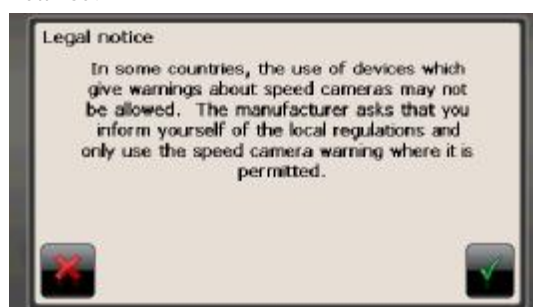 Legal notice
In some countries, the use of devices which
give warnings about speed cameras may not
be allowed. The manufacturer asks that you
inform yourself of the local regulations and
only use the speed camera warning where it is
permitted.